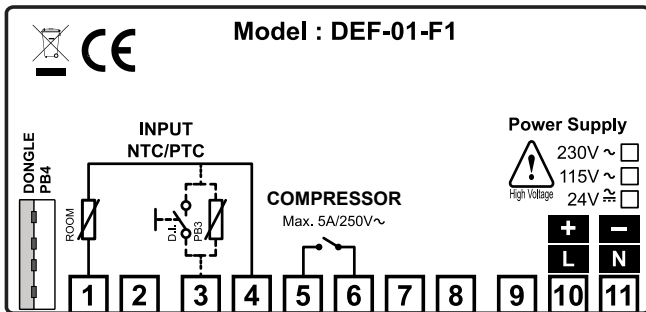 CE
Model : DEF-01-F1
DONGLE
PB4
INPUT
NTC/PTC
ROOM
D.I.
PB3
COMPRESSOR
Max. 5A/250V~
Power Supply
High Voltage
230V ~
115V ~
24V ≂
+ −
L N
1 2 3 4 5 6 7 8 9 10 11